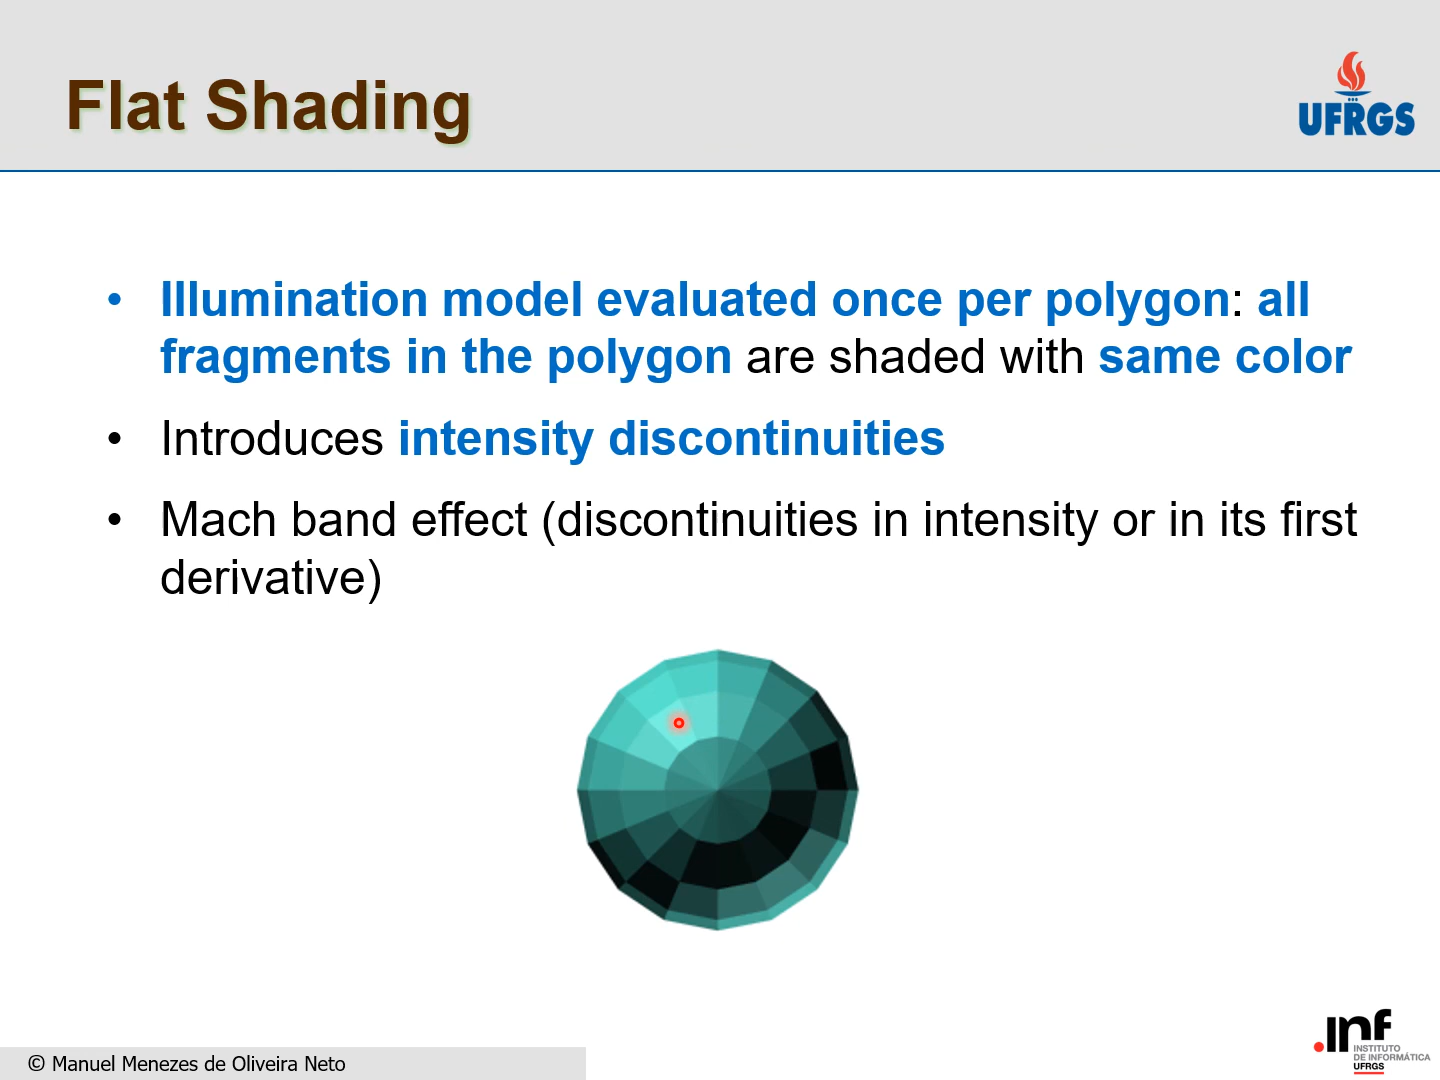 Flat Shading
UFRGS
• Illumination model evaluated once per polygon: all
fragments in the polygon are shaded with same color
• Introduces intensity discontinuities
• Mach band effect (discontinuities in intensity or in its first
derivative)
© Manuel Menezes de Oliveira Neto
.inf
INSTITUTO
DE INFORMÁTICA
UFRGS